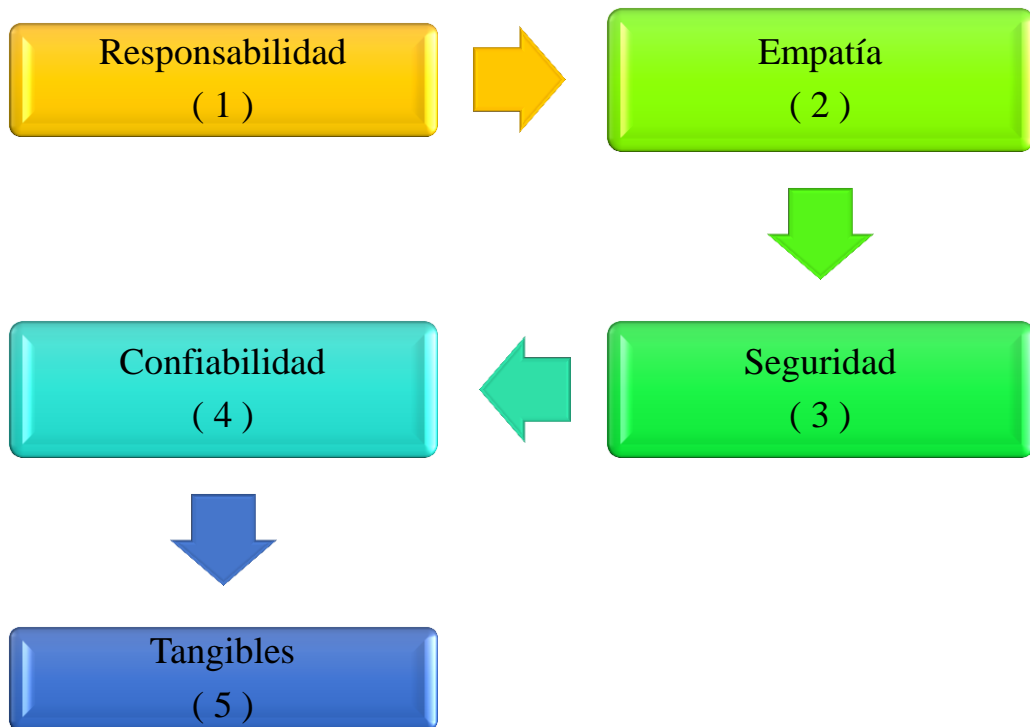 Responsabilidad
( 1 )
Empatía
( 2 )
Seguridad
( 3 )
Confiabilidad
( 4 )
Tangibles
( 5 )